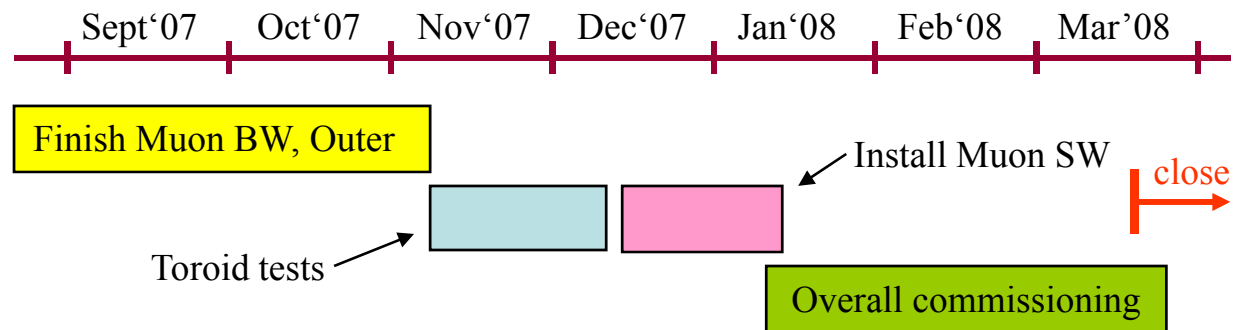 Sept‘07 Oct‘07 Nov‘07 Dec‘07 Jan‘08 Feb‘08 Mar’08
Finish Muon BW, Outer
Install Muon SW
close
Toroid tests
Overall commissioning